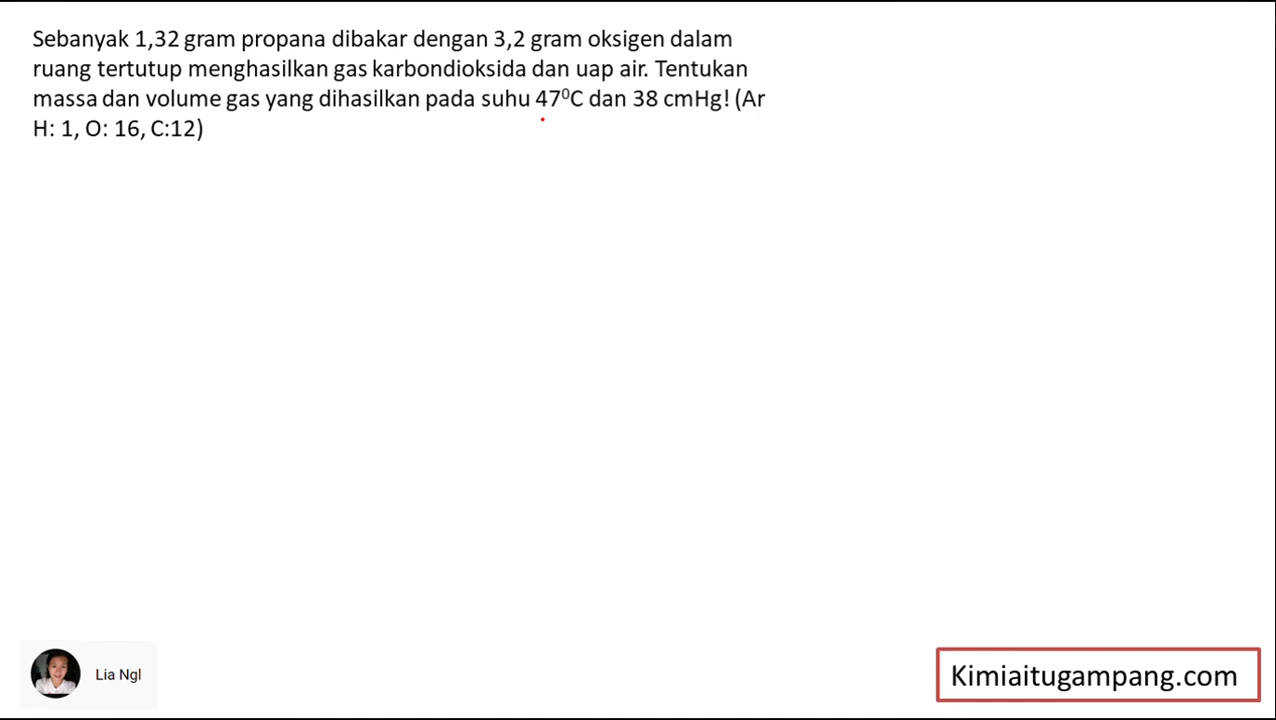 Sebanyak 1,32 gram propana dibakar dengan 3,2 gram oksigen dalam
ruang tertutup menghasilkan gas karbondioksida dan uap air. Tentukan
massa dan volume gas yang dihasilkan pada suhu 47⁰C dan 38 cmHg! (Ar
H: 1, O: 16, C:12)
Lia Ngl
Kimiaitugampang.com